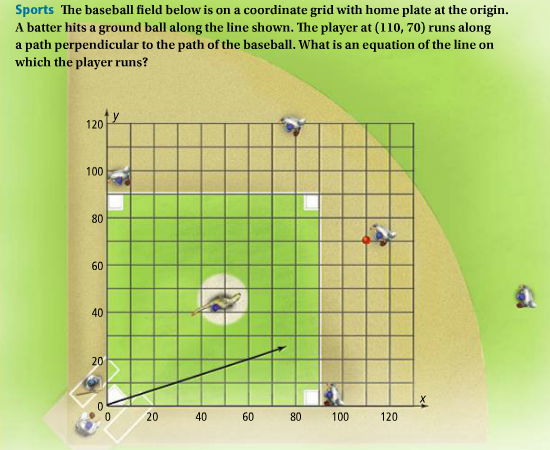 Sports The baseball field below is on a coordinate grid with home plate at the origin.
A batter hits a ground ball along the line shown. The player at (110, 70) runs along
a path perpendicular to the path of the baseball. What is an equation of the line on
which the player runs?
y
120
100
80
60
40
20
0
0 20 40 60 80 100 120
x